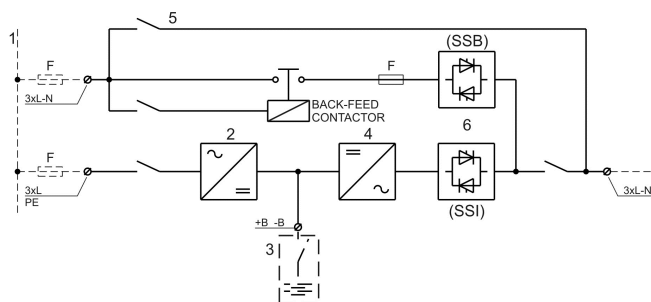 5
1
(SSB)
F
F
3xL-N
BACK-FEED
CONTACTOR
6
2
4
F
3xL
PE
(SSI)
3xL-N
+B -B
3